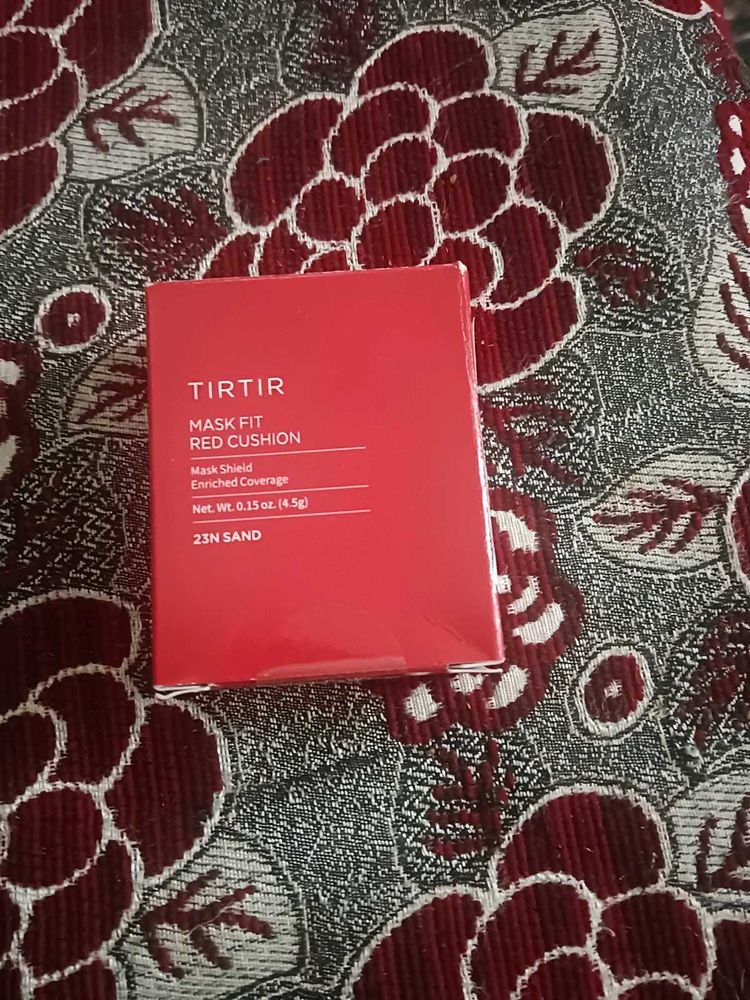 TIRTIR
MASK FIT
RED CUSHION
Mask Shield
Enriched Coverage
Net. Wt. 0.15 oz. (4.5g)
23N SAND